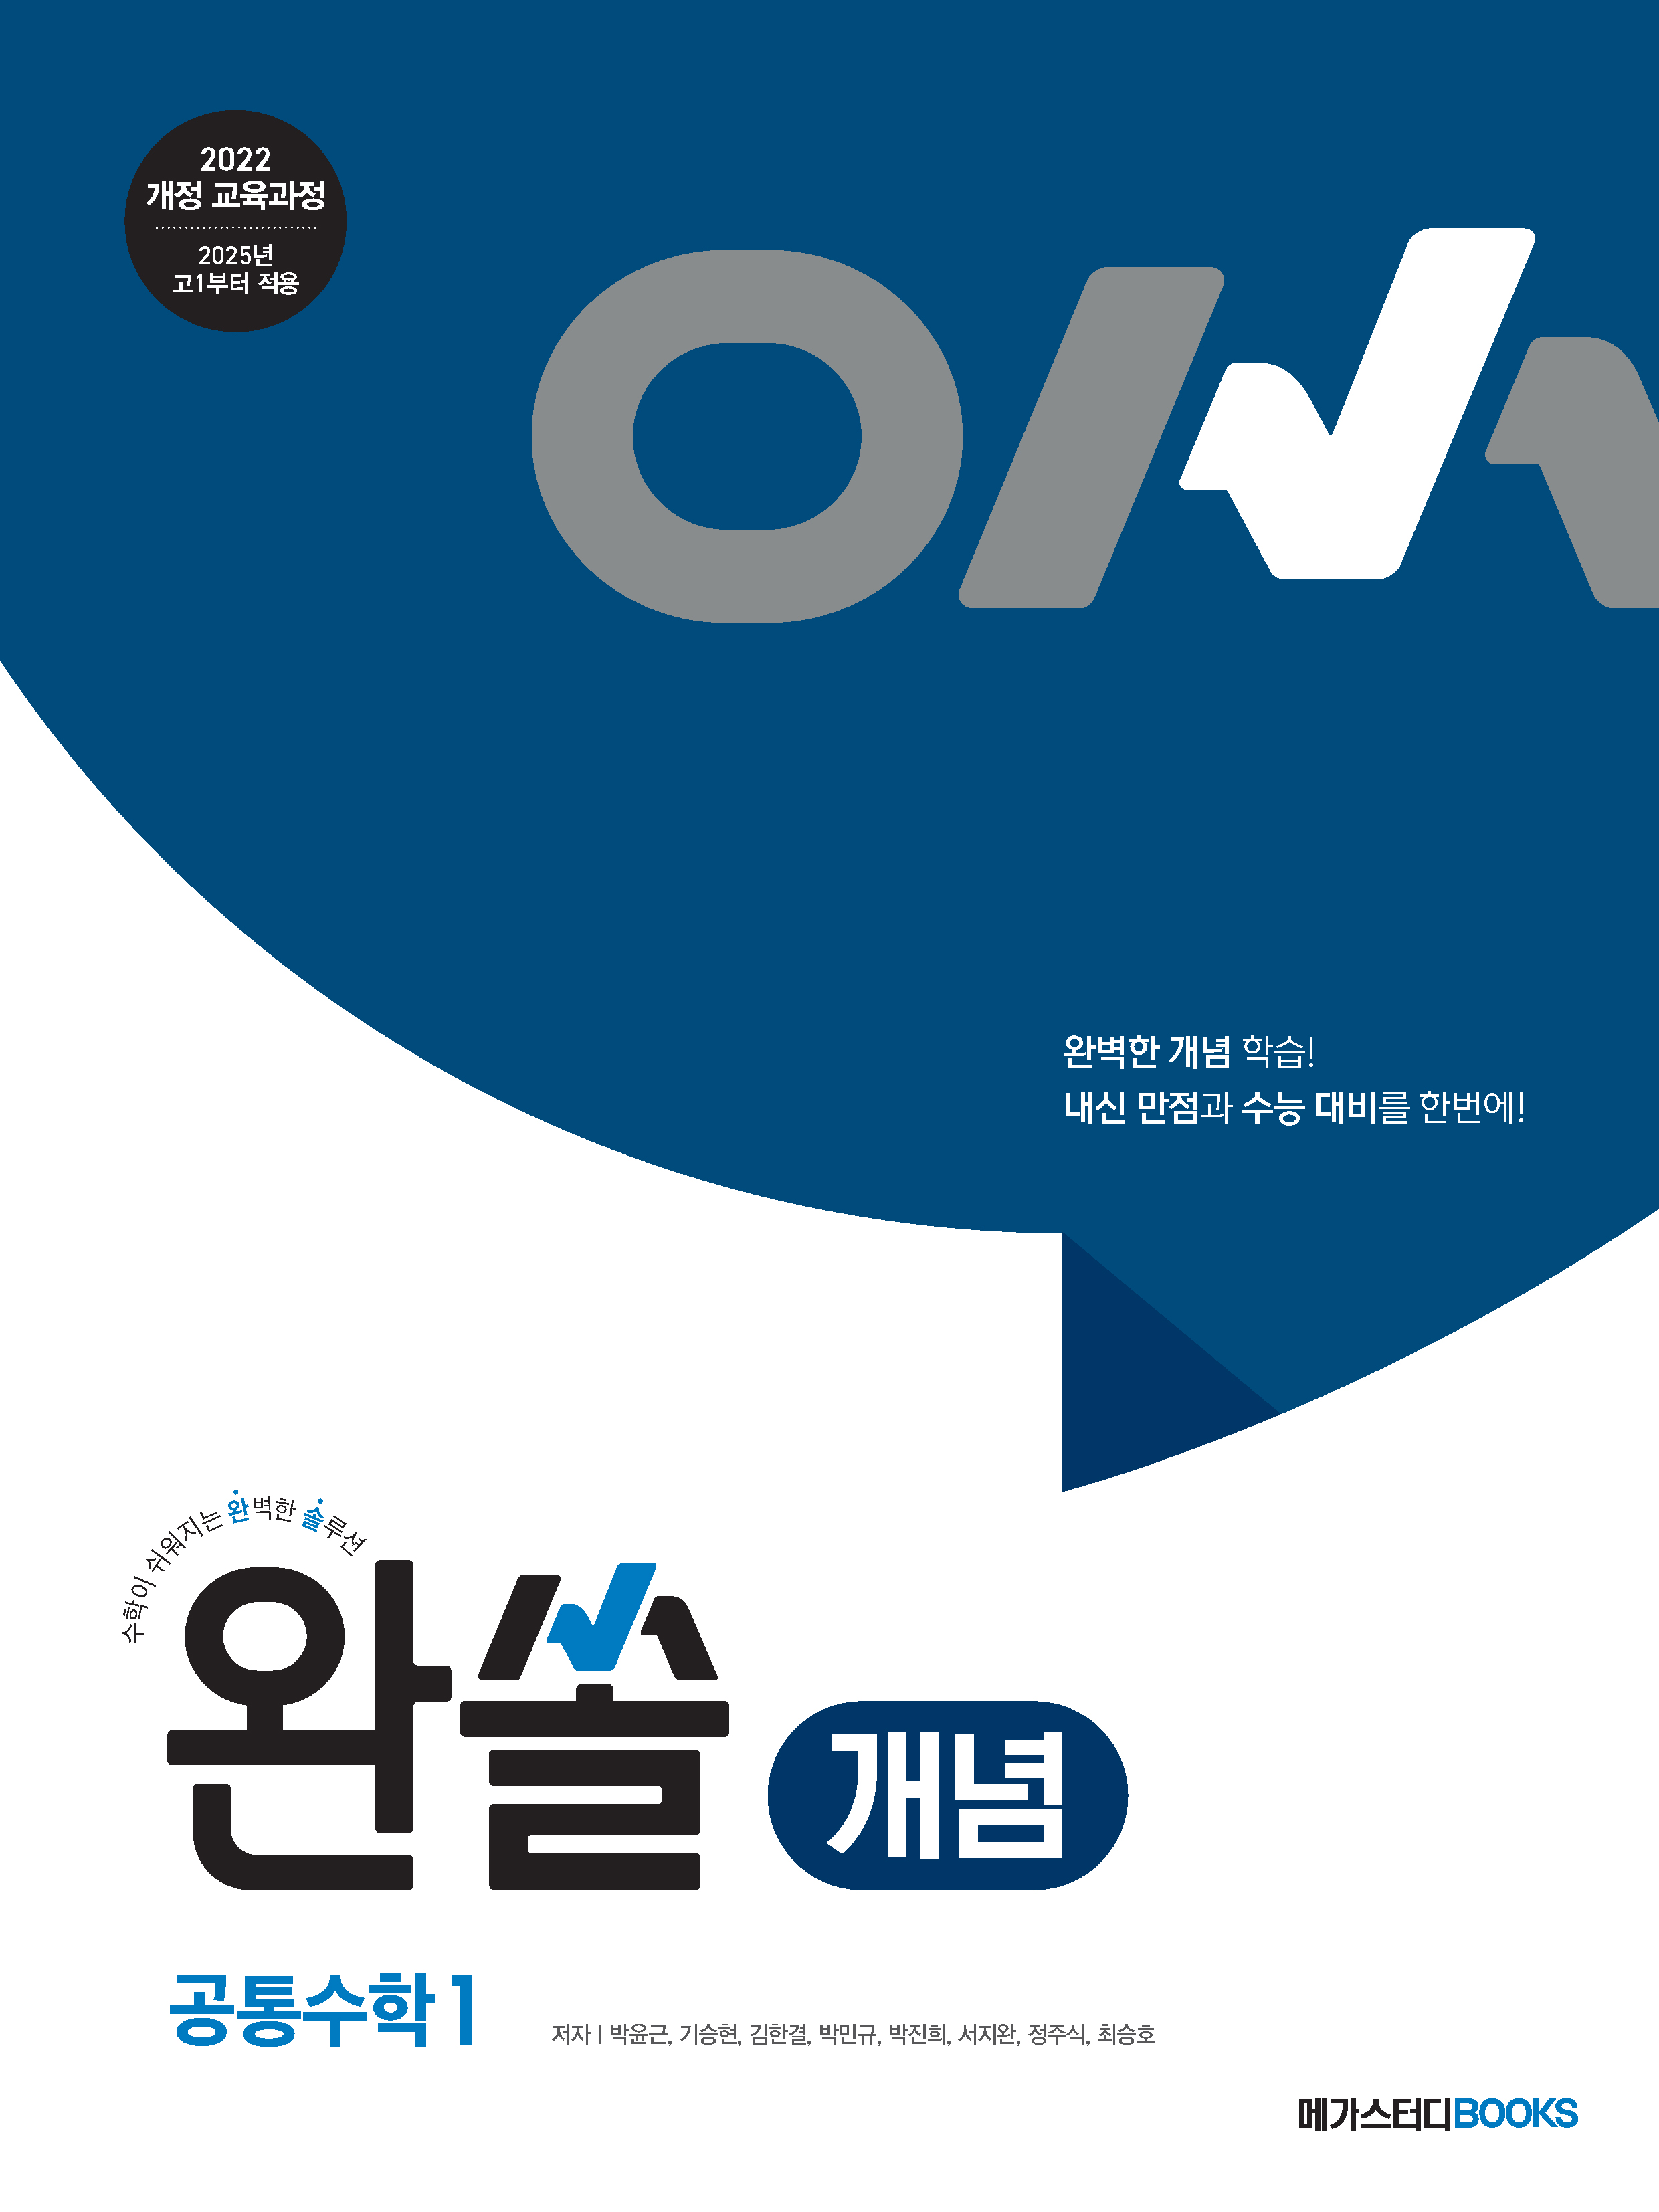 2022
개정 교육과정
2025년
고1부터 적용
완벽한 개념 학습!
내신 만점과 수능 대비를 한번에!
수학이 쉬워지는 완벽한 솔루션
완쏠 개념
공통수학1
저자 | 박윤근, 기승현, 김한결, 박민규, 박진희, 서지완, 정주식, 최승호
메가스터디BOOKS